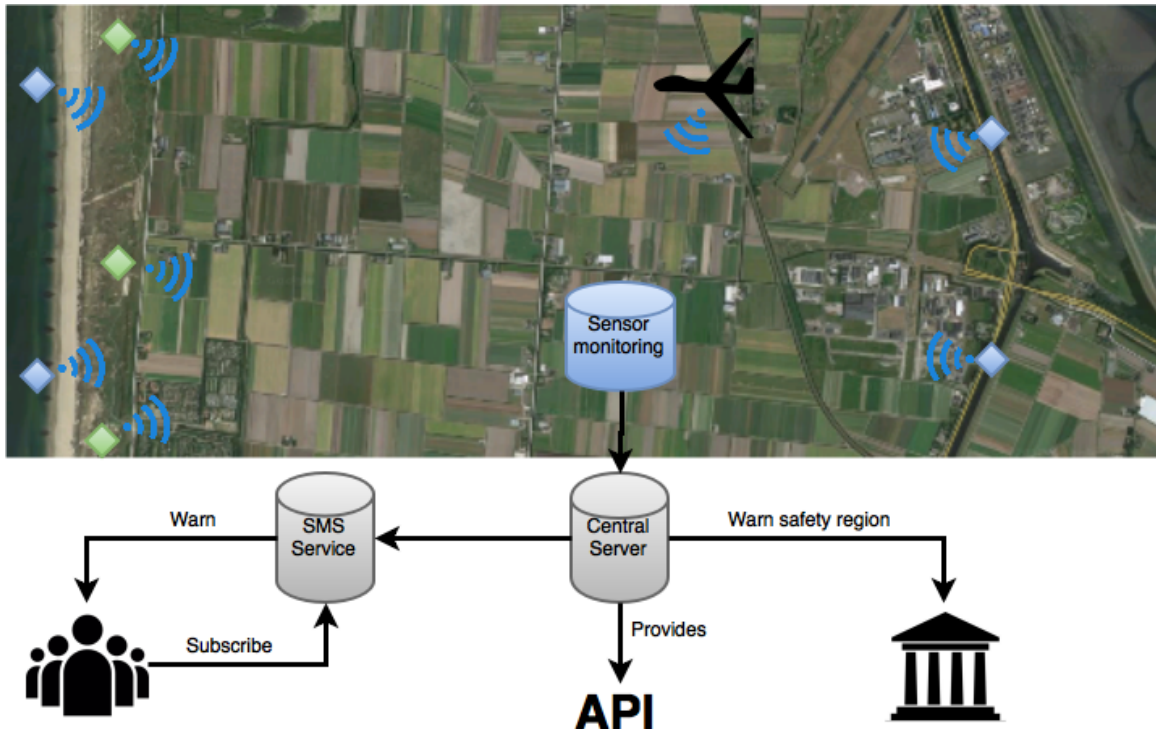 Sensor
monitoring
Warn
SMS
Service
Central
Server
Warn safety region
Subscribe
Provides
API